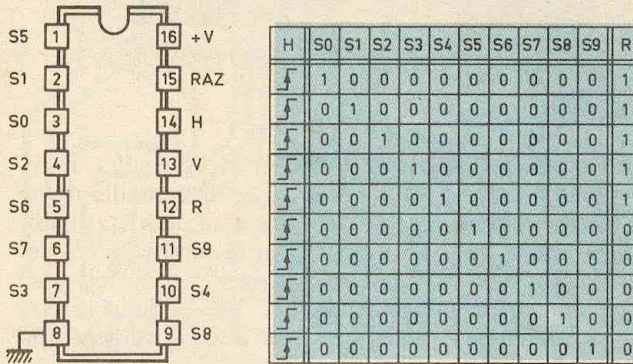 S5 1 16 +V
S1 2 15 RAZ
S0 3 14 H
S2 4 13 V
S6 5 12 R
S7 6 11 S9
S3 7 10 S4
8 9 S8
H S0 S1 S2 S3 S4 S5 S6 S7 S8 S9 R
1 0 0 0 0 0 0 0 0 0 1
0 1 0 0 0 0 0 0 0 0 1
0 0 1 0 0 0 0 0 0 0 1
0 0 0 1 0 0 0 0 0 0 1
0 0 0 0 1 0 0 0 0 0 1
0 0 0 0 0 1 0 0 0 0 0
0 0 0 0 0 0 1 0 0 0 0
0 0 0 0 0 0 0 1 0 0 0
0 0 0 0 0 0 0 0 1 0 0
0 0 0 0 0 0 0 0 0 1 0